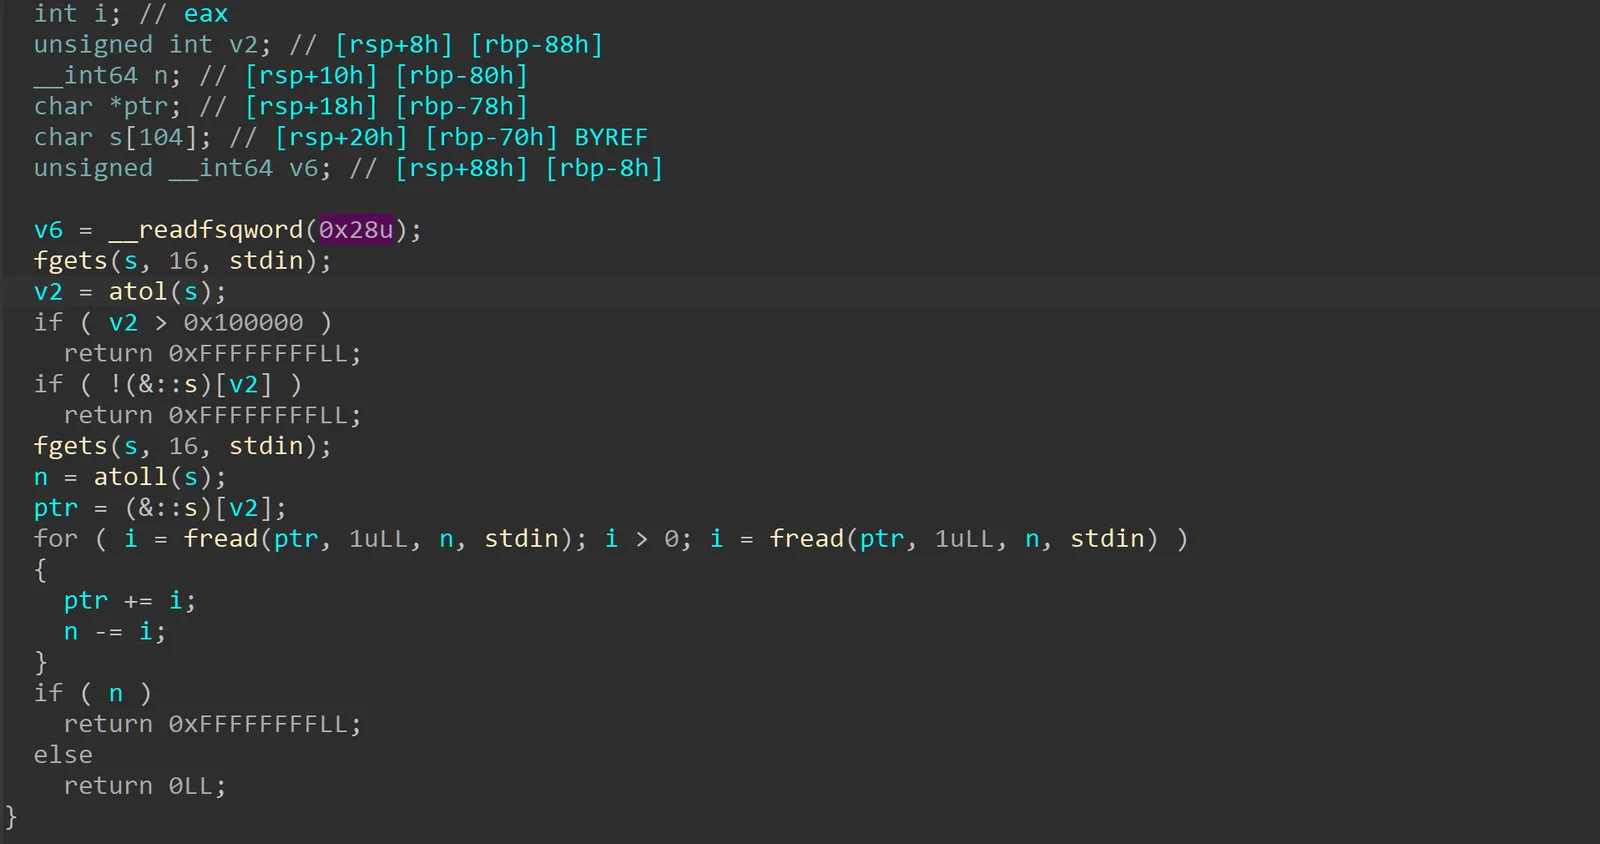 int i; // eax
unsigned int v2; // [rsp+8h] [rbp-88h]
__int64 n; // [rsp+10h] [rbp-80h]
char *ptr; // [rsp+18h] [rbp-78h]
char s[104]; // [rsp+20h] [rbp-70h] BYREF
unsigned __int64 v6; // [rsp+88h] [rbp-8h]

v6 = __readfsqword(0x28u);
fgets(s, 16, stdin);
v2 = atol(s);
if ( v2 > 0x100000 )
return 0xFFFFFFFFLL;
if ( !(&::s)[v2] )
return 0xFFFFFFFFLL;
fgets(s, 16, stdin);
n = atoll(s);
ptr = (&::s)[v2];
for ( i = fread(ptr, 1uLL, n, stdin); i > 0; i = fread(ptr, 1uLL, n, stdin) )
{
ptr += i;
n -= i;
}
if ( n )
return 0xFFFFFFFFLL;
else
return 0LL;
}